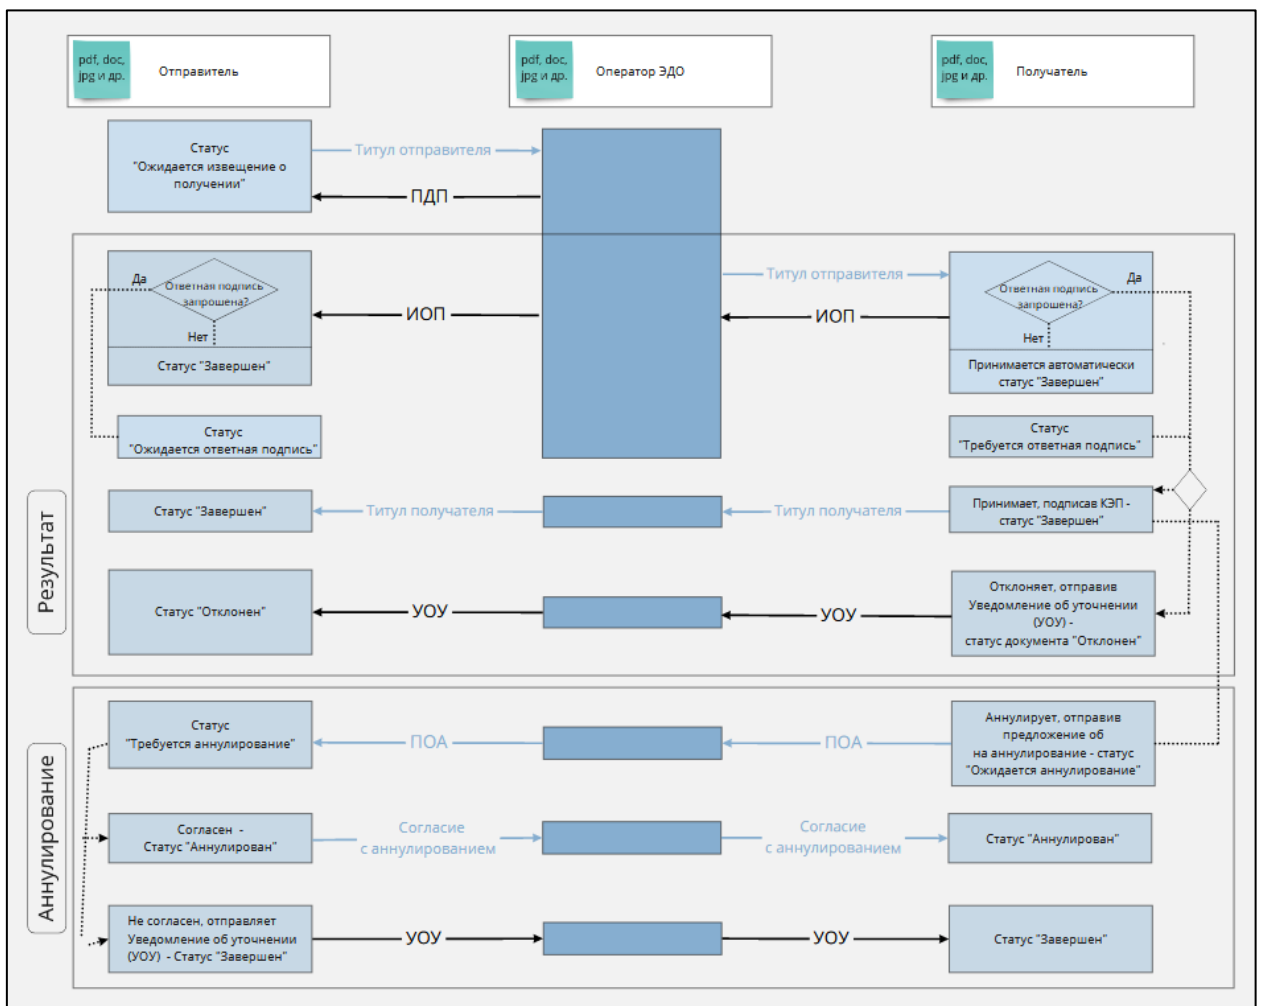 pdf, doc,
jpg и др.
Отправитель
pdf, doc,
jpg и др.
Оператор ЭДО
pdf, doc,
jpg и др.
Получатель
Статус
"Ожидается извещение о
получении"
Титул отправителя
ПДП
Да
Ответная подпись
запрошена?
Нет
Статус "Завершен"
ИОП
Титул отправителя
ИОП
Ответная подпись
запрошена?
Да
Нет
Принимается автоматически
статус "Завершен"
Статус
"Ожидается ответная подпись"
Статус
"Требуется ответная подпись"
Результат
Статус "Завершен"
Титул получателя
Титул получателя
Принимает, подписав КЭП -
статус "Завершен"
Статус "Отклонен"
УОУ
УОУ
Отклоняет, отправив
Уведомление об уточнении
(УОУ) -
статус документа "Отклонен"
Аннулирование
Статус
"Требуется аннулирование"
ПОА
ПОА
Аннулирует, отправив
предложение об
на аннулирование - статус
"Ожидается аннулирование"
Согласен -
Статус "Аннулирован"
Согласие
с аннулированием
Согласие
с аннулированием
Статус "Аннулирован"
Не согласен, отправляет
Уведомление об уточнении
(УОУ) - Статус "Завершен"
УОУ
УОУ
Статус "Завершен"